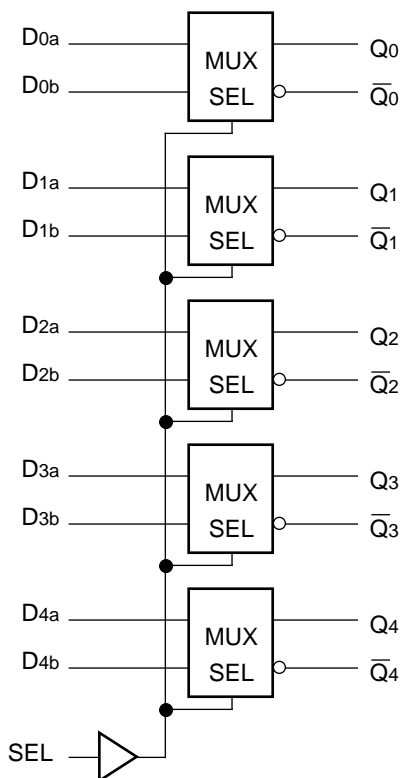 D0a MUX Q0
D0b SEL Q̅0
D1a MUX Q1
D1b SEL Q̅1
D2a MUX Q2
D2b SEL Q̅2
D3a MUX Q3
D3b SEL Q̅3
D4a MUX Q4
D4b SEL Q̅4
SEL